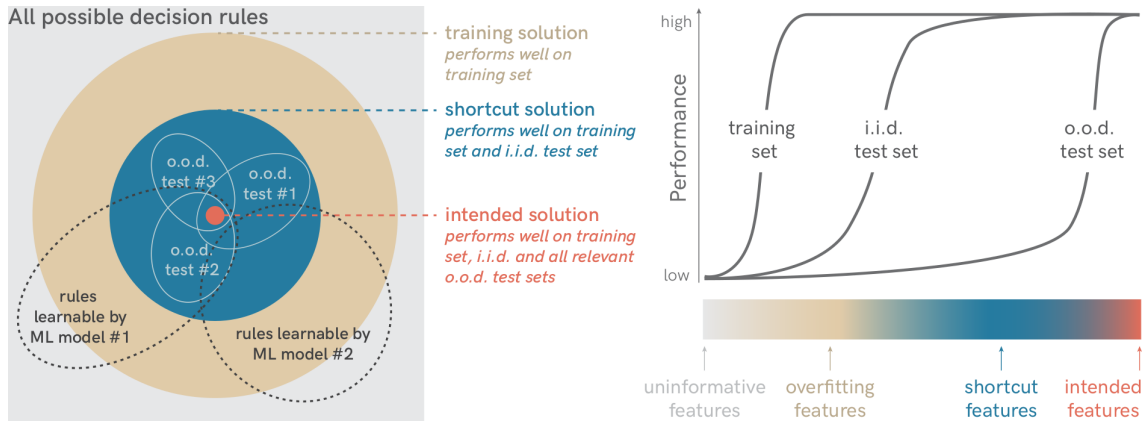 All possible decision rules
training solution
performs well on
training set
shortcut solution
performs well on training
set and i.i.d. test set
intended solution
performs well on training
set, i.i.d. and all relevant
o.o.d. test sets
o.o.d.
test #3
o.o.d.
test #1
o.o.d.
test #2
rules
learnable by
ML model #1
rules learnable by
ML model #2
high
Performance
low
training
set
i.i.d.
test set
o.o.d.
test set
uninformative
features
overfitting
features
shortcut
features
intended
features